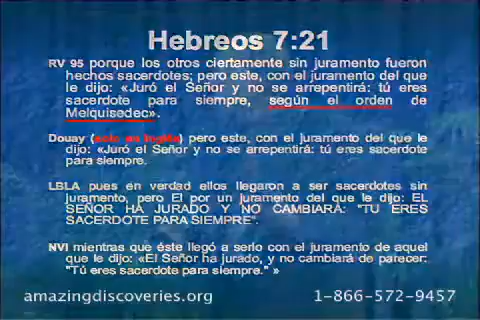 Hebreos 7:21
RV 95 porque los otros ciertamente sin juramento fueron
hechos sacerdotes; pero este, con el juramento del que
le dijo: «Juró el Señor y no se arrepentirá: tú eres
sacerdote para siempre, según el orden de
Melquisedec».
Douay (solo en inglés) pero este, con el juramento del que le
dijo: «Juró el Señor y no se arrepentirá: tú eres sacerdote
para siempre.
LBLA pues en verdad ellos llegaron a ser sacerdotes sin
juramento, pero El por un juramento del que le dijo: EL
SEÑOR HA JURADO Y NO CAMBIARA: "TU ERES
SACERDOTE PARA SIEMPRE".
NVI mientras que éste llegó a serlo con el juramento de aquel
que le dijo: «El Señor ha jurado, y no cambiará de parecer:
"Tú eres sacerdote para siempre." »
amazingdiscoveries.org 1-866-572-9457